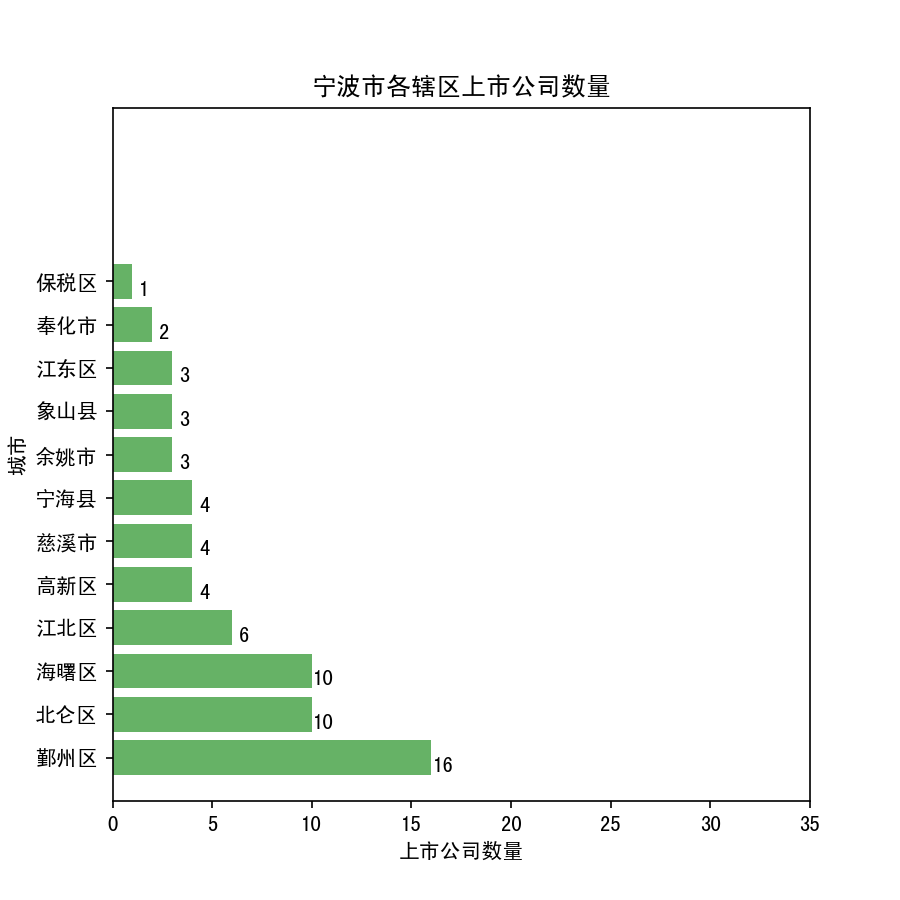 宁波市各辖区上市公司数量
保税区 1
奉化市 2
江东区 3
象山县 3
余姚市 3
宁海县 4
慈溪市 4
高新区 4
江北区 6
海曙区 10
北仑区 10
鄞州区 16
城市
0 5 10 15 20 25 30 35
上市公司数量